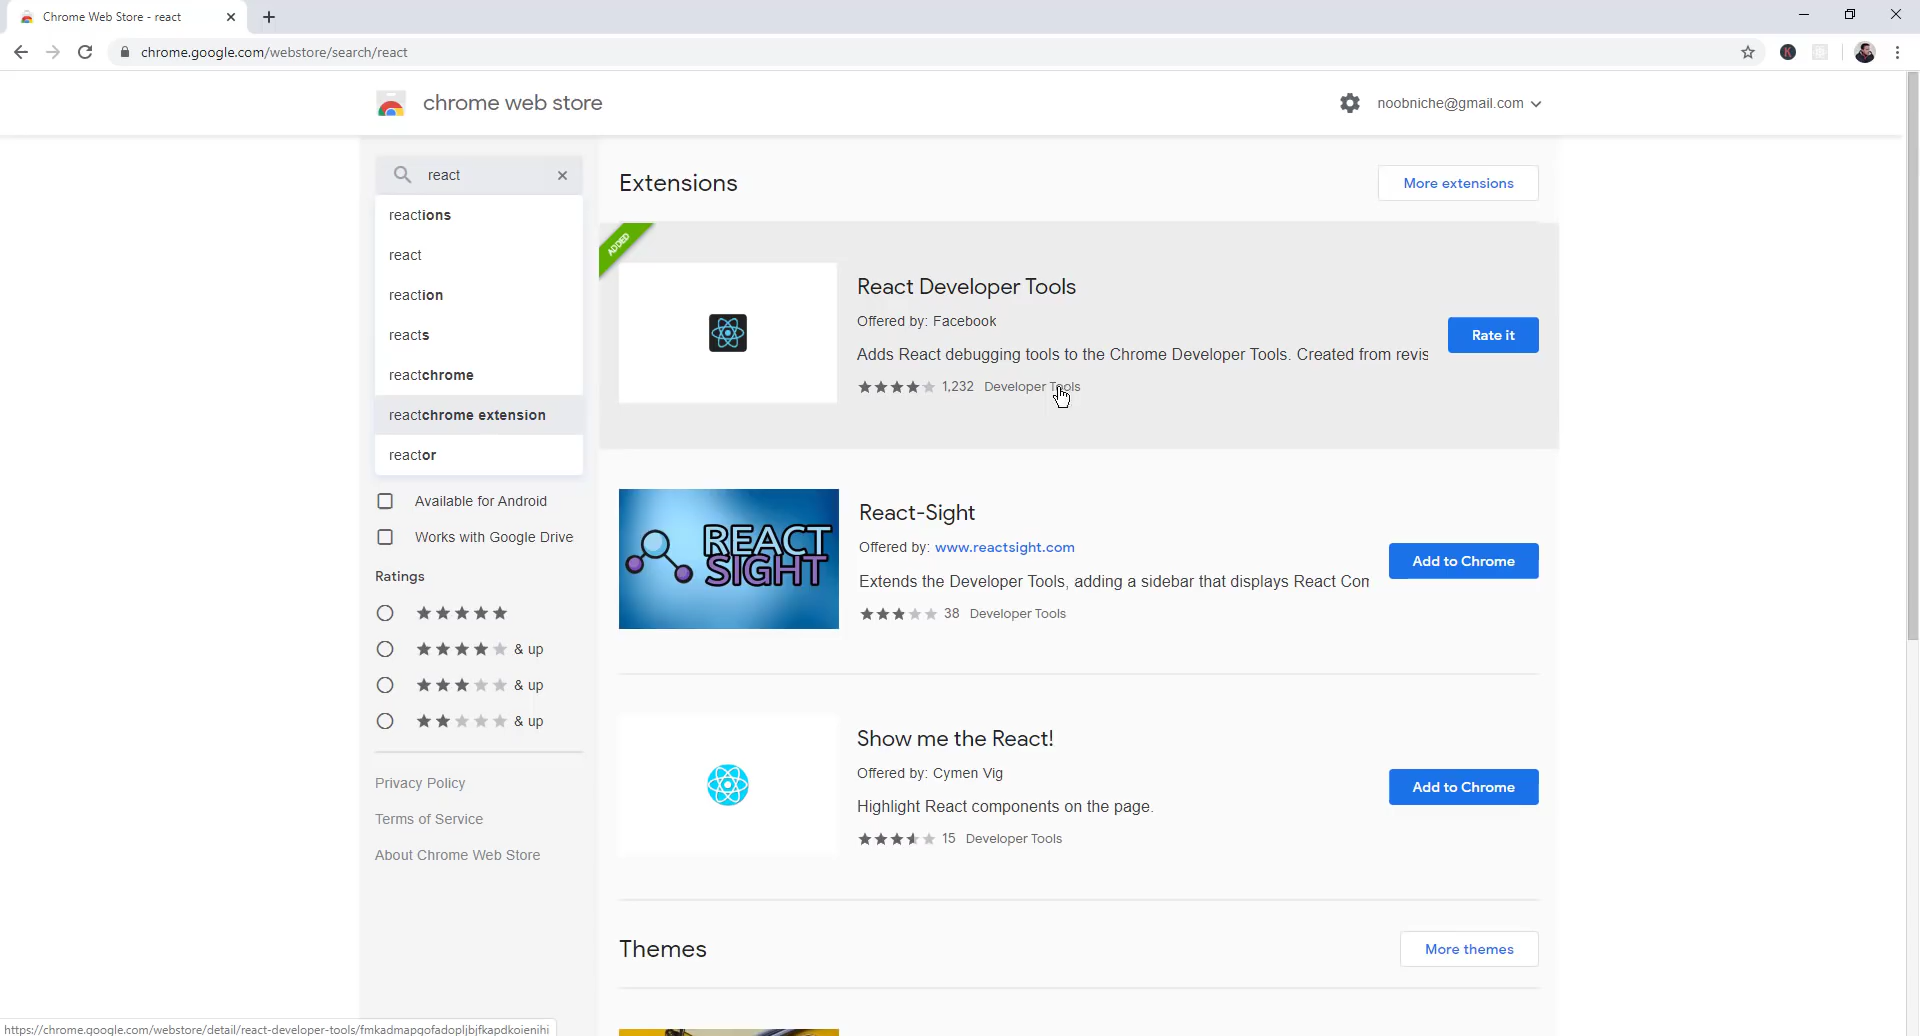 Chrome Web Store - react
chrome.google.com/webstore/search/react
K
chrome web store
noobniche@gmail.com
react
reactions
react
reaction
reacts
react chrome
react chrome extension
reactor
Available for Android
Works with Google Drive
Ratings
& up
& up
& up
Privacy Policy
Terms of Service
About Chrome Web Store
Extensions
More extensions
ADDED
React Developer Tools
Offered by: Facebook
Adds React debugging tools to the Chrome Developer Tools. Created from revis
1,232 Developer Tools
Rate it
REACT
SIGHT
React-Sight
Offered by: www.reactsight.com
Extends the Developer Tools, adding a sidebar that displays React Com
38 Developer Tools
Add to Chrome
Show me the React!
Offered by: Cymen Vig
Highlight React components on the page.
15 Developer Tools
Add to Chrome
Themes
More themes
https://chrome.google.com/webstore/detail/react-developer-tools/fmkadmapgofadopljbjfkapdkoienihi